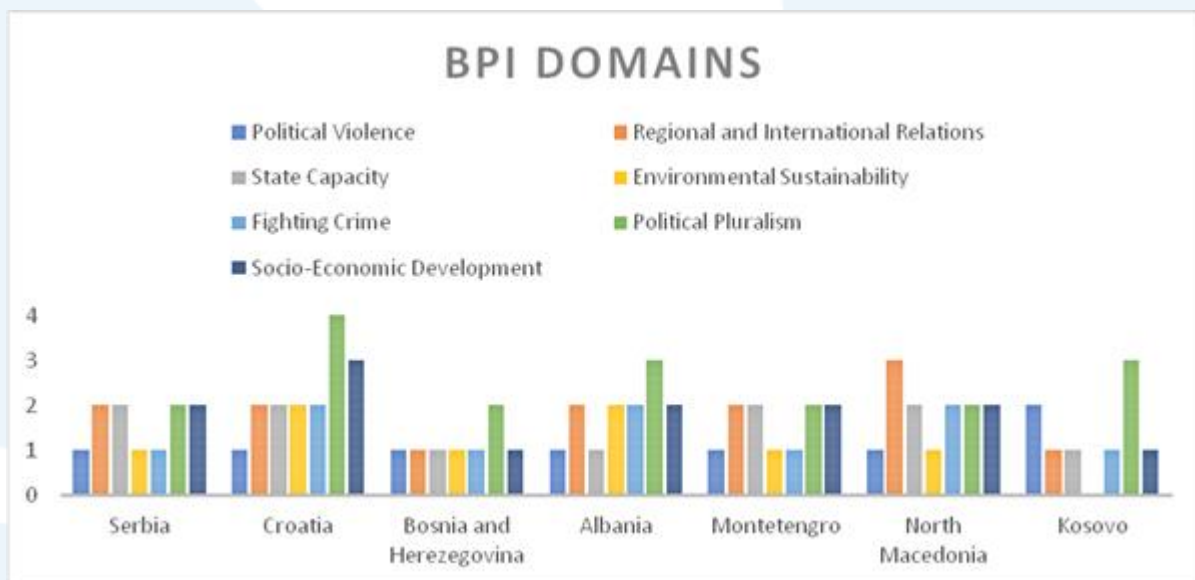 BPI DOMAINS
Political Violence
Regional and International Relations
State Capacity
Environmental Sustainability
Fighting Crime
Political Pluralism
Socio-Economic Development
4
3
2
1
0
Serbia
Croatia
Bosnia and
Herezegovina
Albania
Montetengro
North
Macedonia
Kosovo